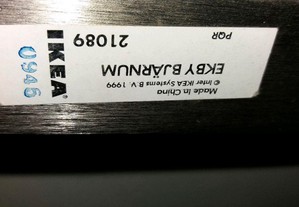 Made in China
© Inter IKEA Systems B.V. 1999
EKBY BJÄRNUM
21089
PQR
IKEA
0946